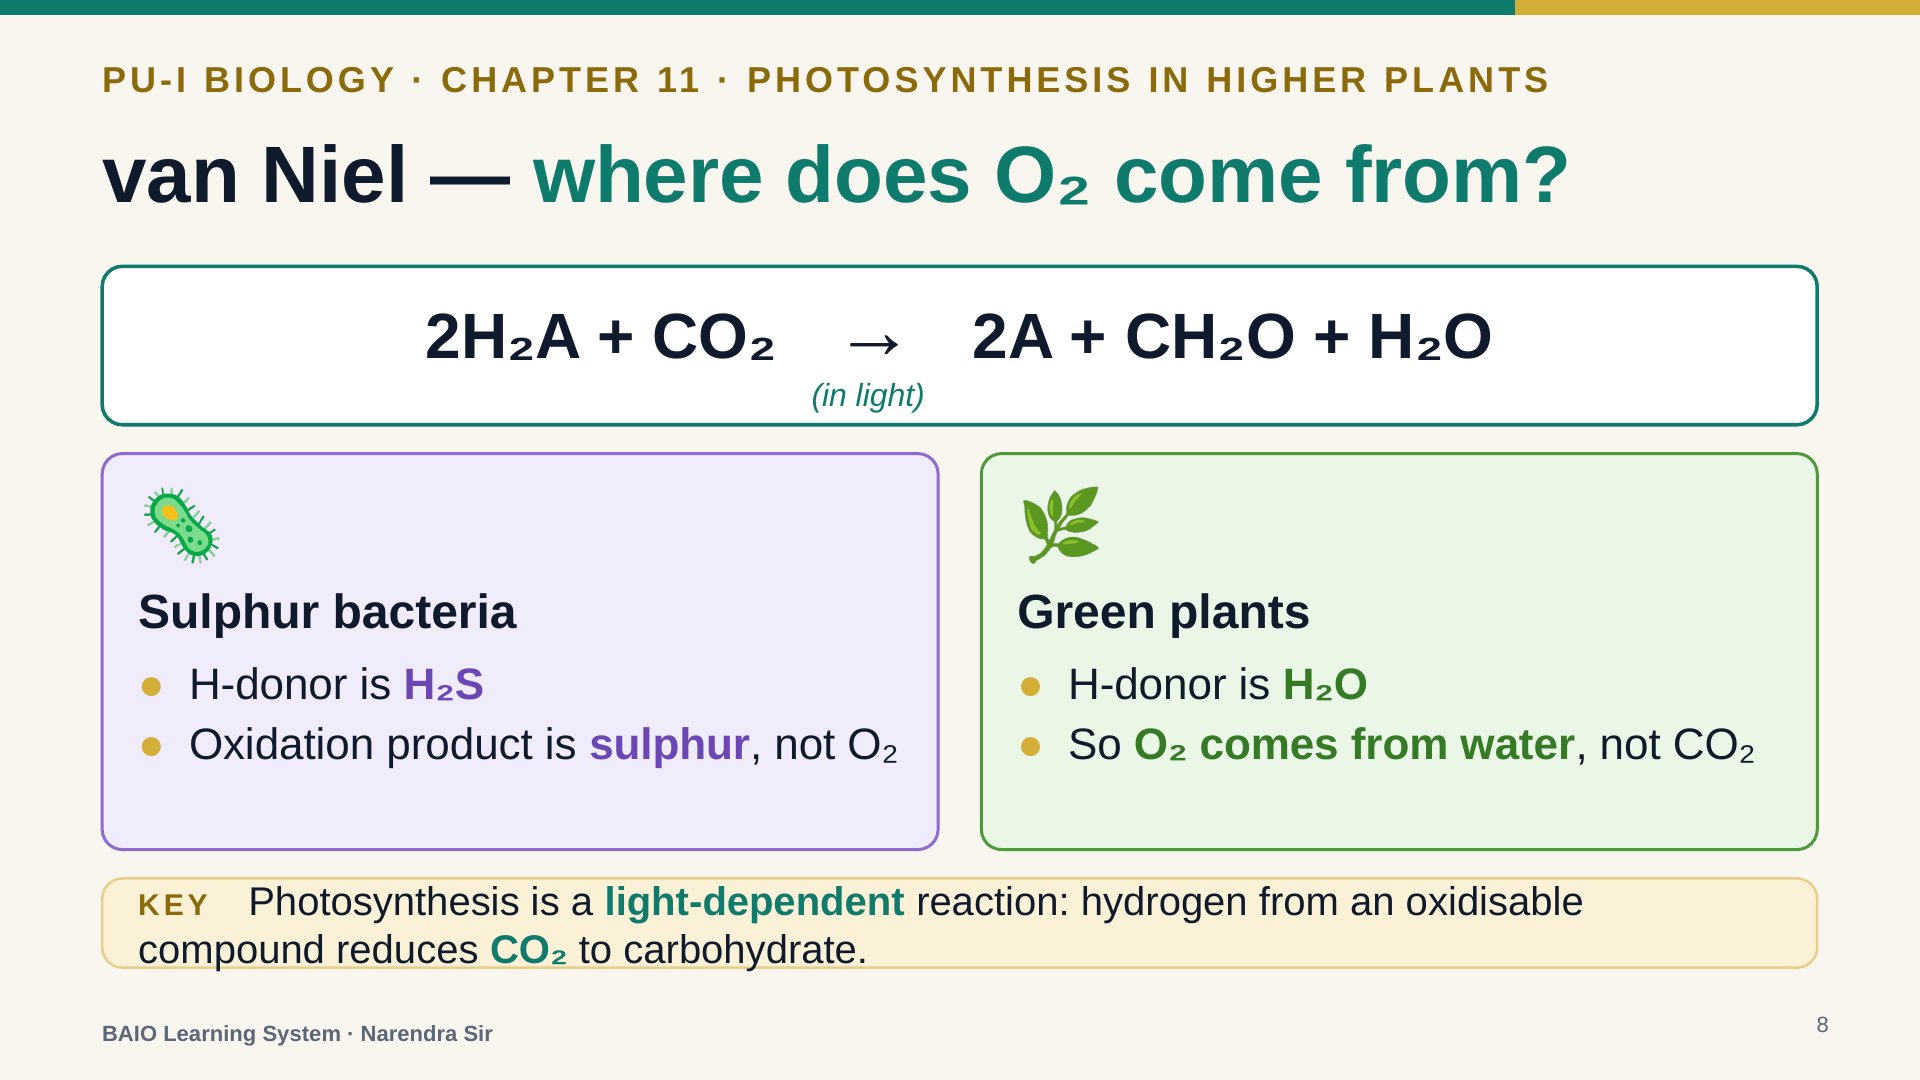 PU-I BIOLOGY · CHAPTER 11 · PHOTOSYNTHESIS IN HIGHER PLANTS
van Niel — where does O₂ come from?
2H₂A + CO₂ → 2A + CH₂O + H₂O
(in light)
Sulphur bacteria
● H-donor is H₂S
● Oxidation product is sulphur, not O₂
Green plants
● H-donor is H₂O
● So O₂ comes from water, not CO₂
KEY Photosynthesis is a light-dependent reaction: hydrogen from an oxidisable
compound reduces CO₂ to carbohydrate.
BAIO Learning System · Narendra Sir
8